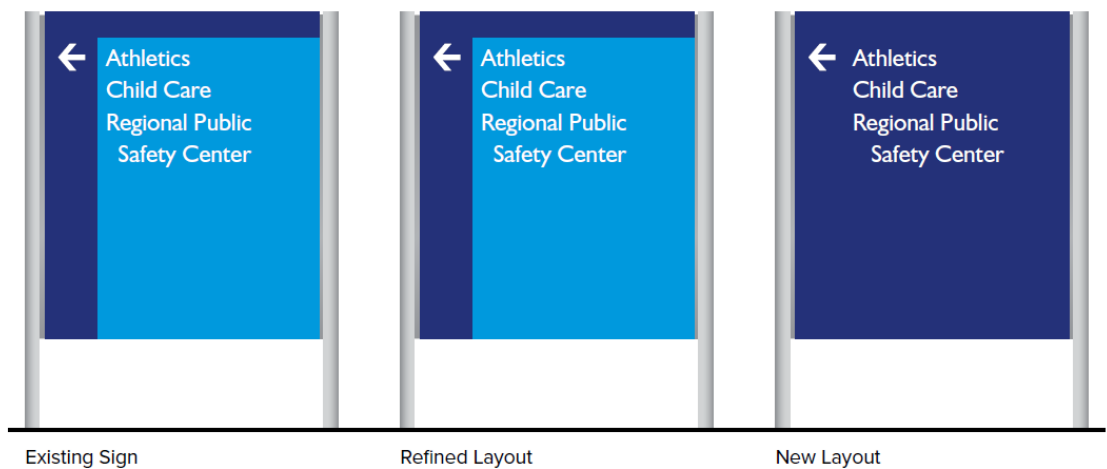 Athletics
Child Care
Regional Public
Safety Center
Athletics
Child Care
Regional Public
Safety Center
Athletics
Child Care
Regional Public
Safety Center
Existing Sign
Refined Layout
New Layout